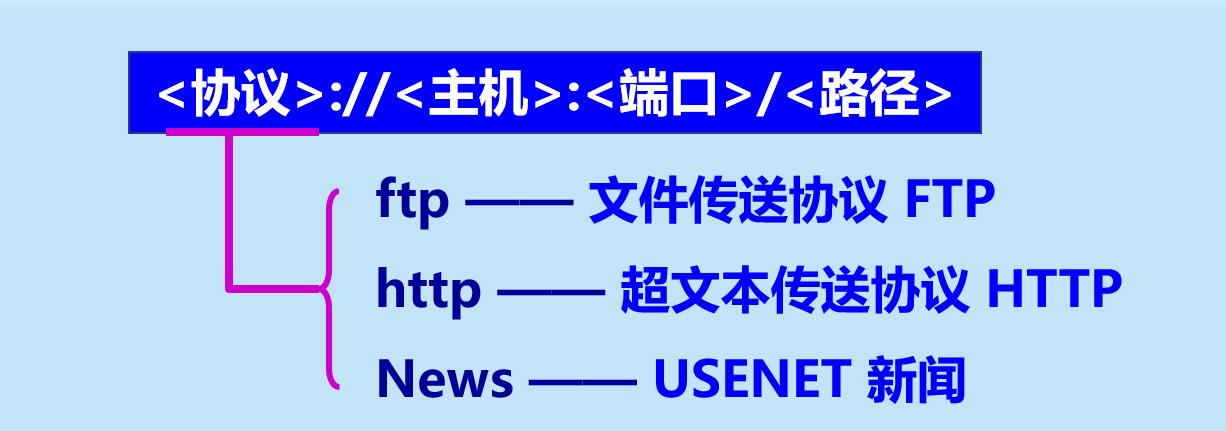 <协议>://<主机>:<端口>/<路径>
ftp —— 文件传送协议 FTP
http —— 超文本传送协议 HTTP
News —— USENET 新闻